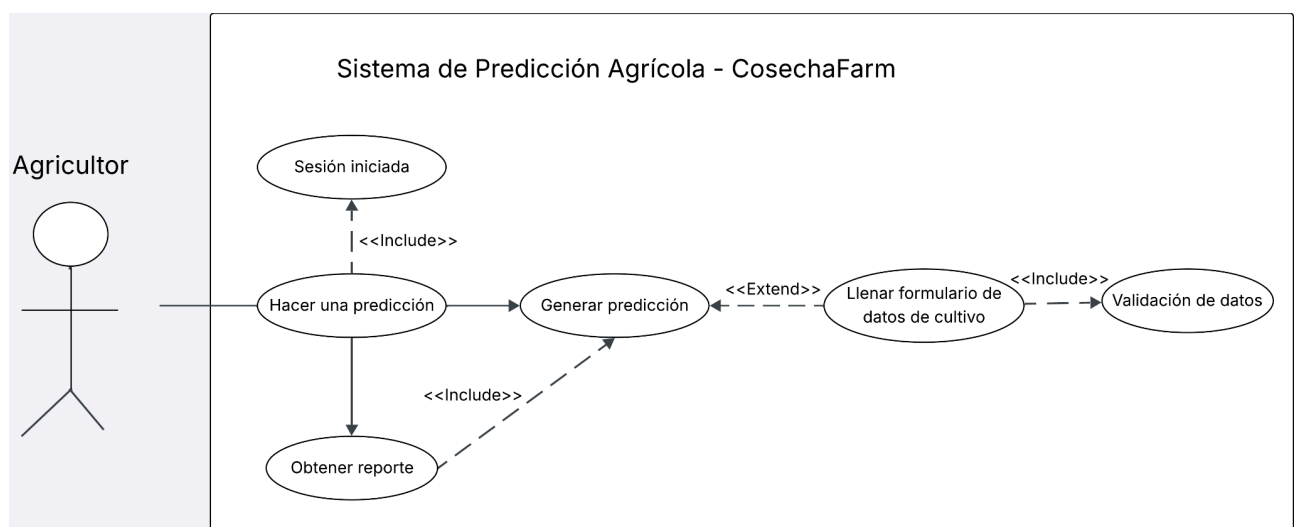 Sistema de Predicción Agrícola - CosechaFarm
Agricultor
Sesión iniciada
<<Include>>
Hacer una predicción
Generar predicción
<<Extend>>
Llenar formulario de
datos de cultivo
<<Include>>
Validación de datos
<<Include>>
Obtener reporte